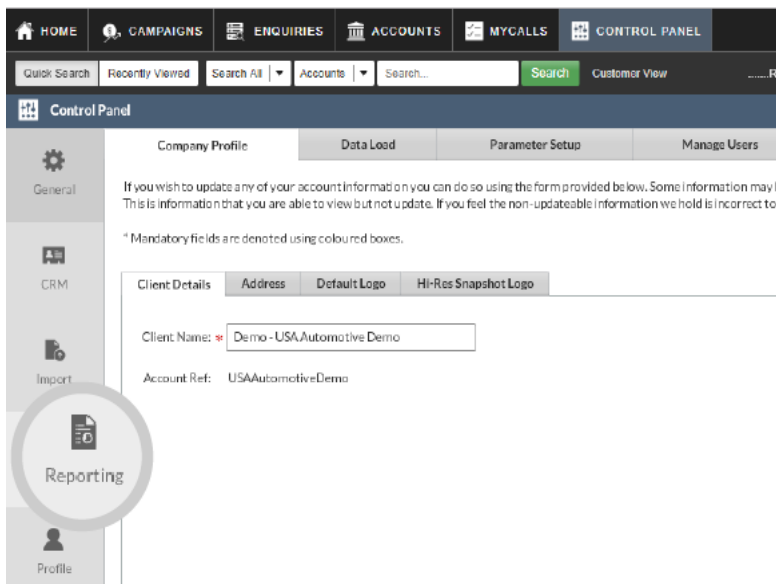 HOME CAMPAIGNS ENQUIRIES ACCOUNTS MYCALLS CONTROL PANEL
Quick Search Recently Viewed Search All Accounts Search... Search Customer View .......R
Control Panel
Company Profile Data Load Parameter Setup Manage Users
General
If you wish to update any of your account information you can do so using the form provided below. Some information may
This is information that you are able to view but not update. If you feel the non-updateable information we hold is incorrect to
* Mandatory fields are denoted using coloured boxes.
CRM
Client Details Address Default Logo Hi-Res Snapshot Logo
Client Name: * Demo - USA Automotive Demo
Import
Account Ref: USAAutomotiveDemo
Reporting
Profile